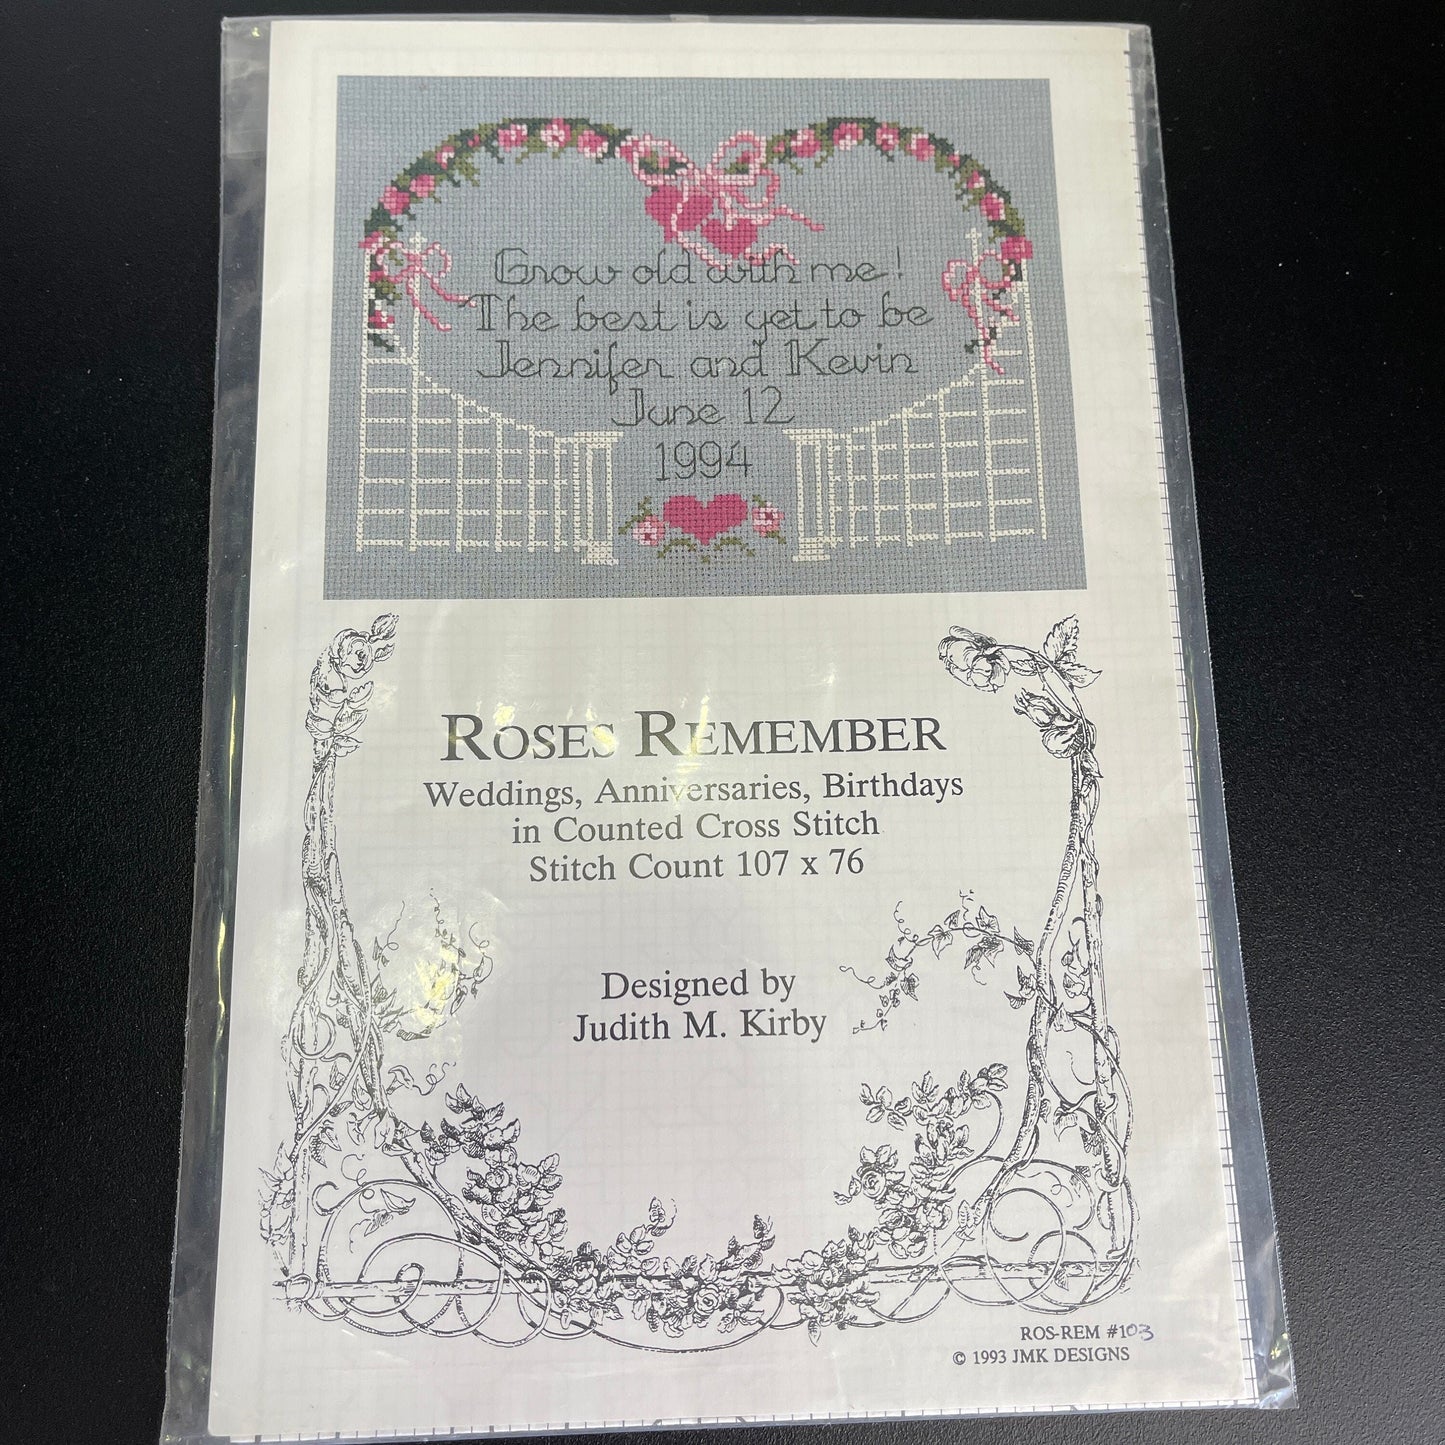 Grow old with me!
The best is yet to be
Jennifer and Kevin
June 12
1994
ROSES REMEMBER
Weddings, Anniversaries, Birthdays
in Counted Cross Stitch
Stitch Count 107 x 76
Designed by
Judith M. Kirby
ROS-REM #103
© 1993 JMK DESIGNS